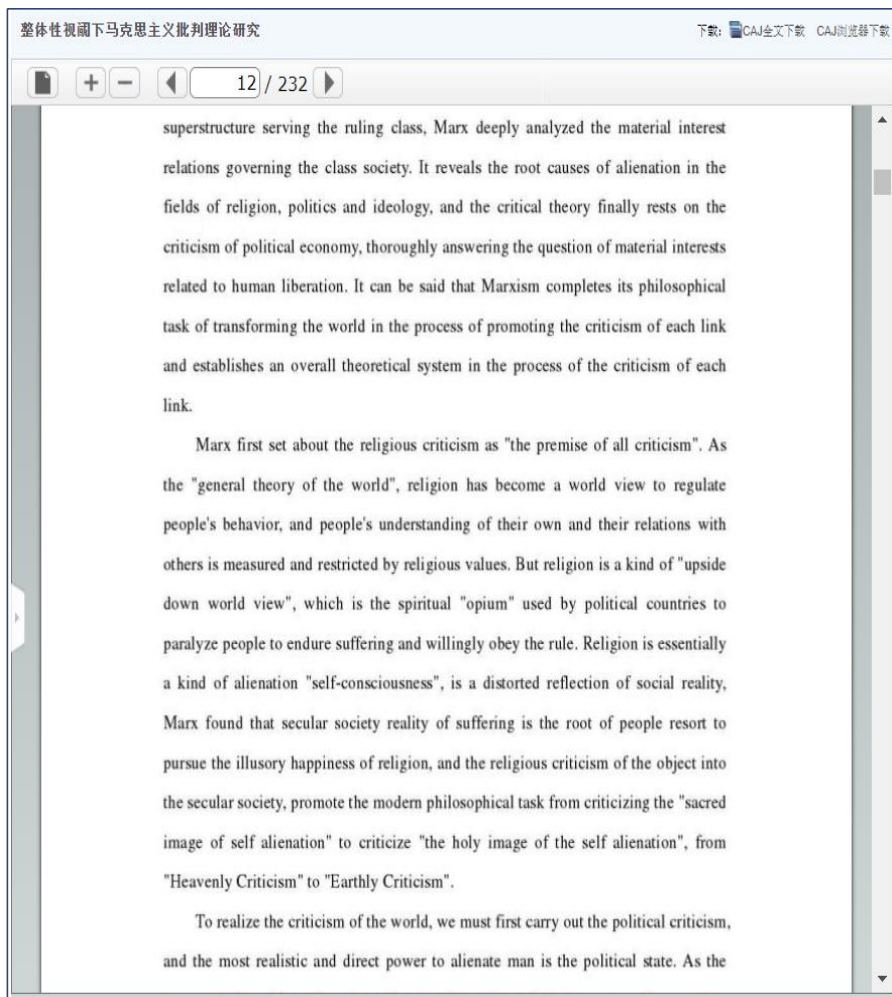 整体性视阈下马克思主义批判理论研究
下载: CAJ全文下载 CAJ浏览器下载
12 / 232
superstructure serving the ruling class, Marx deeply analyzed the material interest
relations governing the class society. It reveals the root causes of alienation in the
fields of religion, politics and ideology, and the critical theory finally rests on the
criticism of political economy, thoroughly answering the question of material interests
related to human liberation. It can be said that Marxism completes its philosophical
task of transforming the world in the process of promoting the criticism of each link
and establishes an overall theoretical system in the process of the criticism of each
link.
Marx first set about the religious criticism as "the premise of all criticism". As
the "general theory of the world", religion has become a world view to regulate
people's behavior, and people's understanding of their own and their relations with
others is measured and restricted by religious values. But religion is a kind of "upside
down world view", which is the spiritual "opium" used by political countries to
paralyze people to endure suffering and willingly obey the rule. Religion is essentially
a kind of alienation "self-consciousness", is a distorted reflection of social reality,
Marx found that secular society reality of suffering is the root of people resort to
pursue the illusory happiness of religion, and the religious criticism of the object into
the secular society, promote the modern philosophical task from criticizing the "sacred
image of self alienation" to criticize "the holy image of the self alienation", from
"Heavenly Criticism" to "Earthly Criticism".
To realize the criticism of the world, we must first carry out the political criticism,
and the most realistic and direct power to alienate man is the political state. As the